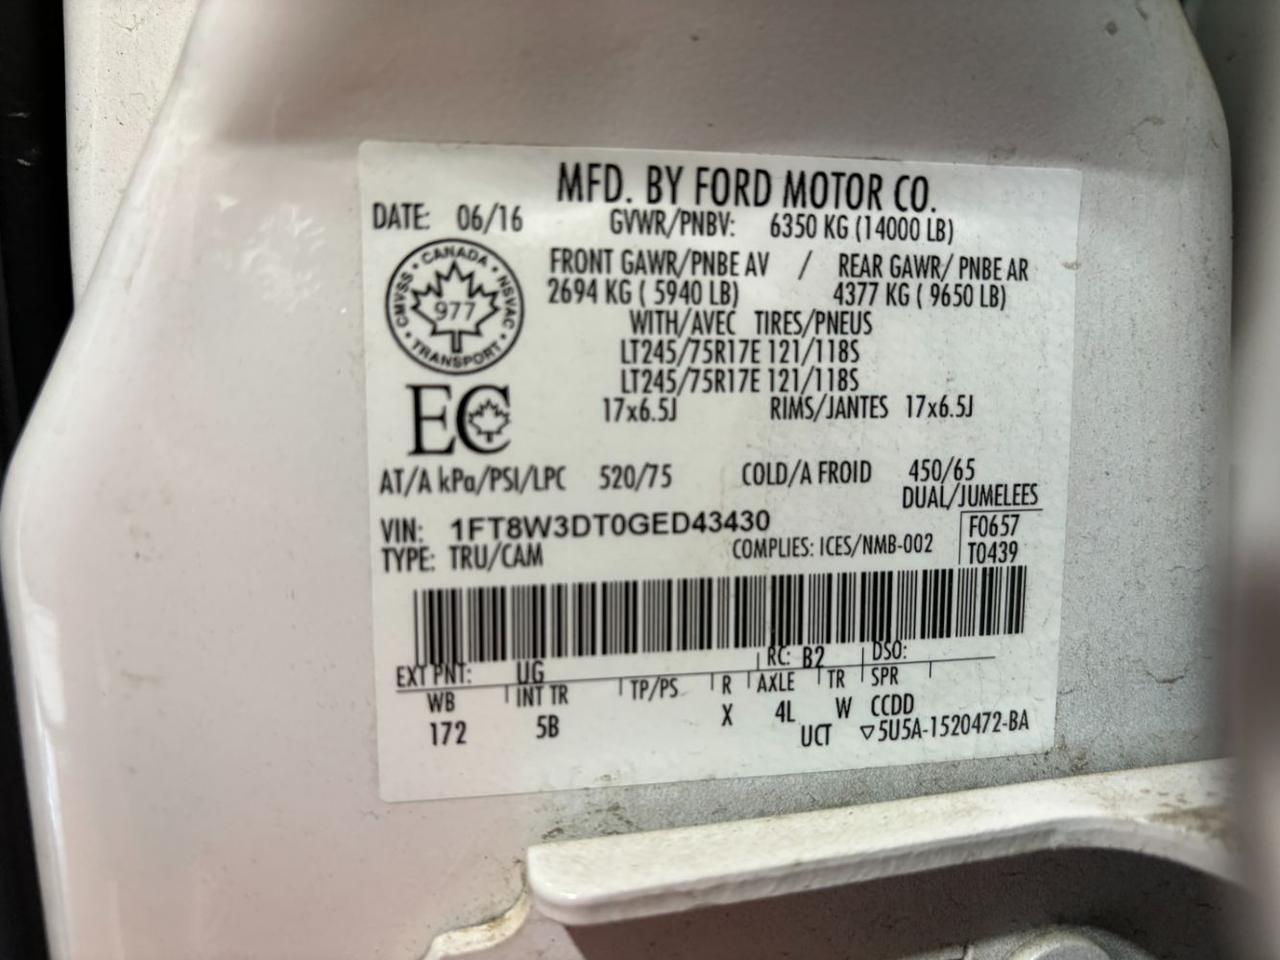 MFD. BY FORD MOTOR CO.
DATE: 06/16 GVWR/PNBV: 6350 KG (14000 LB)
FRONT GAWR/PNBE AV / REAR GAWR/ PNBE AR
2694 KG ( 5940 LB) 4377 KG ( 9650 LB)
CMVSS • CANADA • NSVAC • TRANSPORT •
977
WITH/AVEC TIRES/PNEUS
LT245/75R17E 121/118S
LT245/75R17E 121/118S
EC
17x6.5J RIMS/JANTES 17x6.5J
AT/A kPa/PSI/LPC 520/75 COLD/A FROID 450/65
DUAL/JUMELEES
VIN: 1FT8W3DT0GED43430 F0657
TYPE: TRU/CAM COMPLIES: ICES/NMB-002 T0439
EXT PNT: UG RC: B2 DSO:
WB INT TR TP/PS R AXLE TR SPR
172 5B X 4L W CCDD
UCT ▽5U5A-1520472-BA